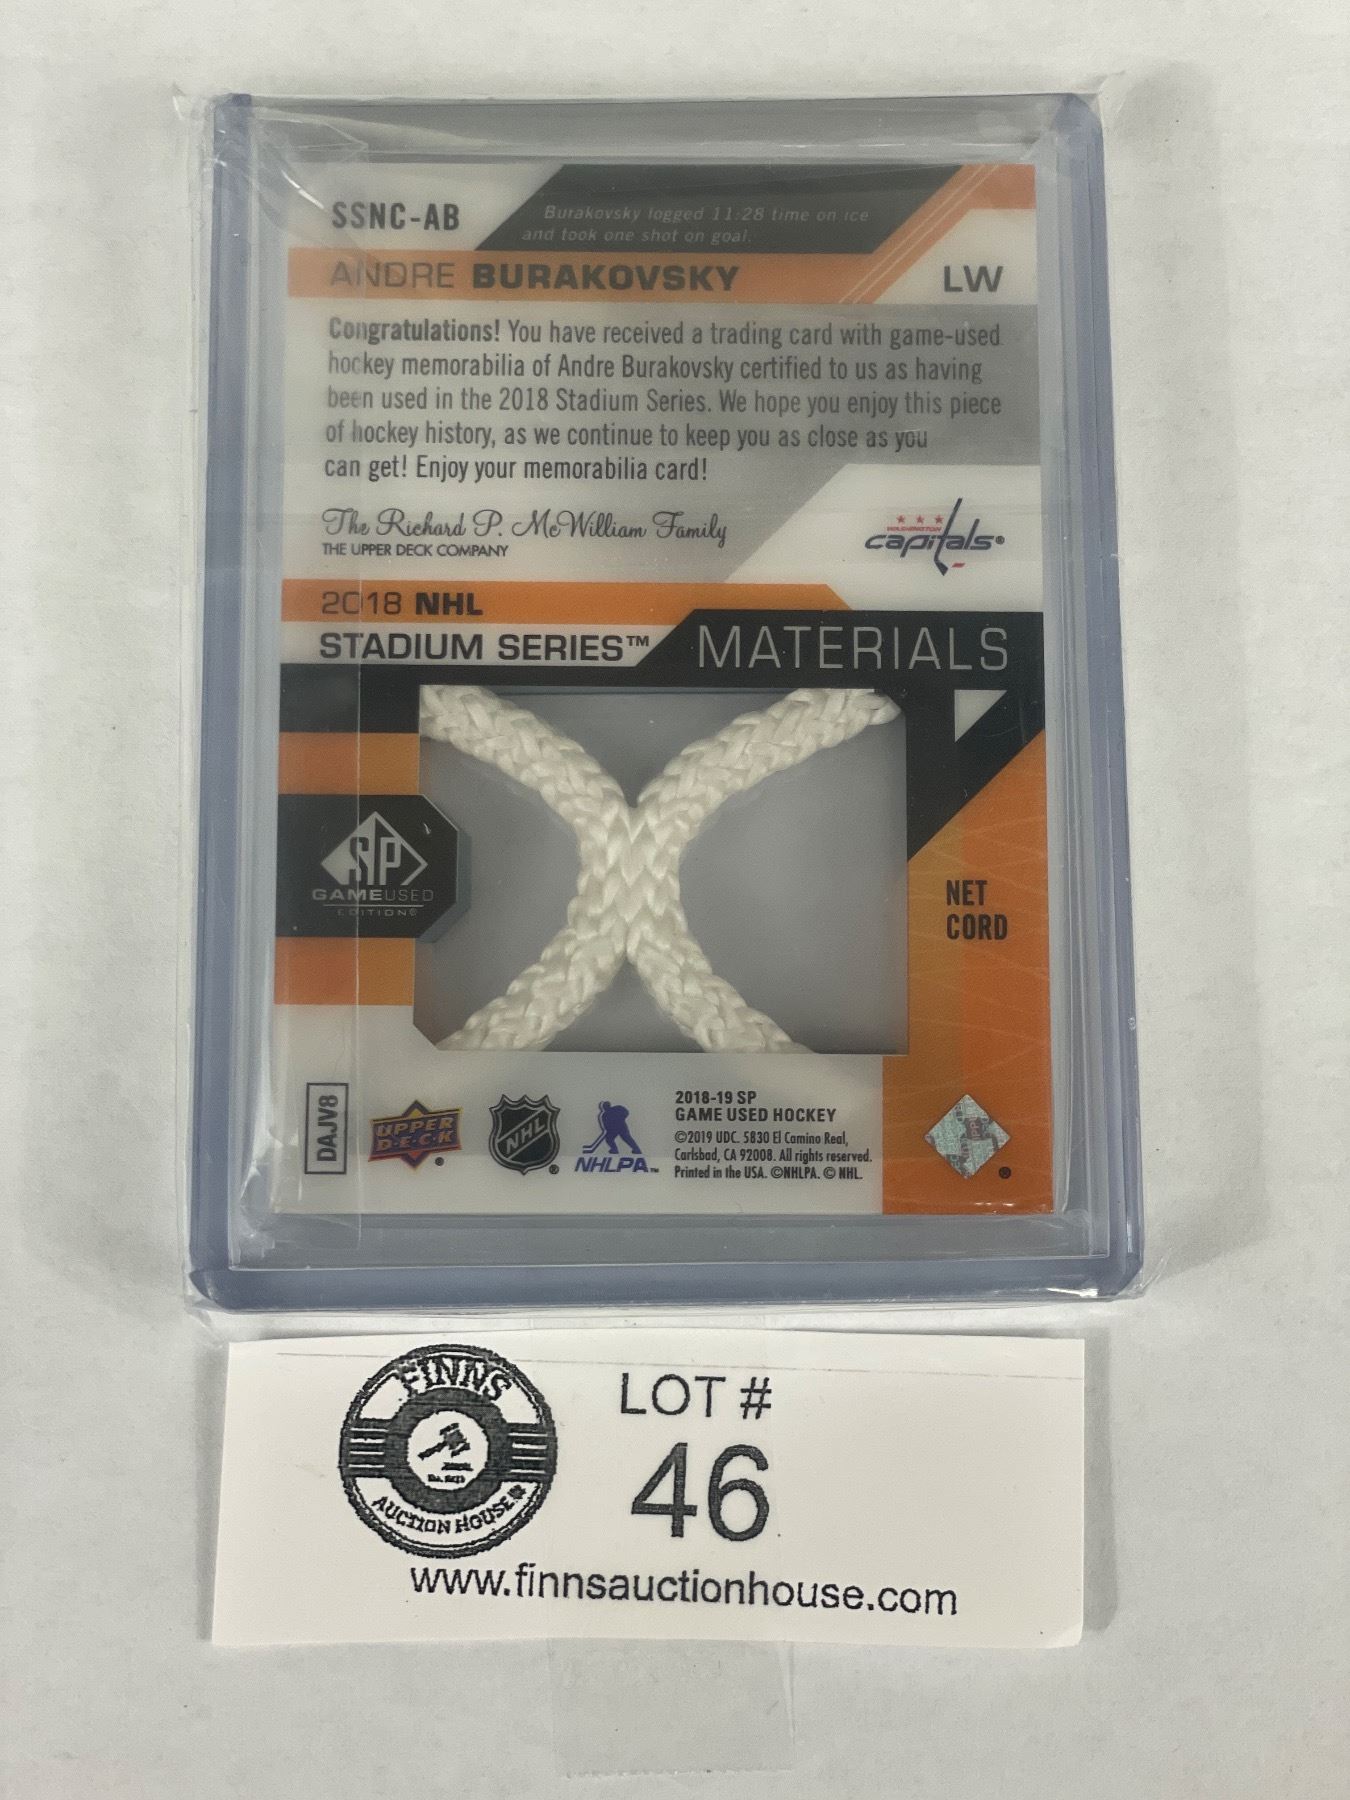 SSNC-AB
Burakovsky logged 11:28 time on ice
and took one shot on goal.
ANDRE BURAKOVSKY
LW
Congratulations! You have received a trading card with game-used
hockey memorabilia of Andre Burakovsky certified to us as having
been used in the 2018 Stadium Series. We hope you enjoy this piece
of hockey history, as we continue to keep you as close as you
can get! Enjoy your memorabilia card!
The Richard P. McWilliam Family
THE UPPER DECK COMPANY
WASHINGTON
capitals®
2018 NHL
STADIUM SERIES™
MATERIALS
SP
GAMEUSED
EDITION®
NET
CORD
DAJV8
UPPER
D·E·C·K
®
NHL
®
NHLPA™
2018-19 SP
GAME USED HOCKEY
©2019 UDC. 5830 El Camino Real,
Carlsbad, CA 92008. All rights reserved.
Printed in the USA. ©NHLPA. © NHL.
®
FINNS
AUCTION HOUSE
LOT #
46
www.finnsauctionhouse.com